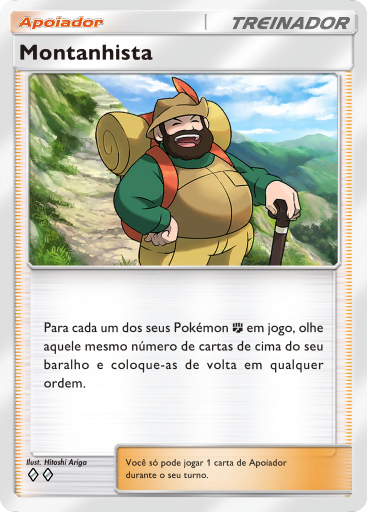 Apoiador
TREINADOR
Montanhista
Para cada um dos seus Pokémon em jogo, olhe
aquele mesmo número de cartas de cima do seu
baralho e coloque-as de volta em qualquer
ordem.
Ilust. Hitoshi Ariga
Você só pode jogar 1 carta de Apoiador
durante o seu turno.